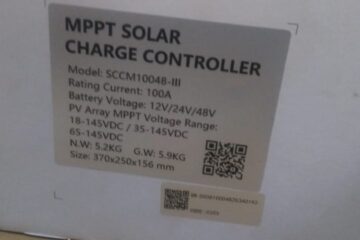 MPPT SOLAR
CHARGE CONTROLLER
Model: SCCM10048-III
Rating Current: 100A
Battery Voltage: 12V/24V/48V
PV Array MPPT Voltage Range:
18-145VDC / 35-145VDC
65-145VDC
N.W: 5.2KG G.W: 5.9KG
Size: 370x250x156 mm